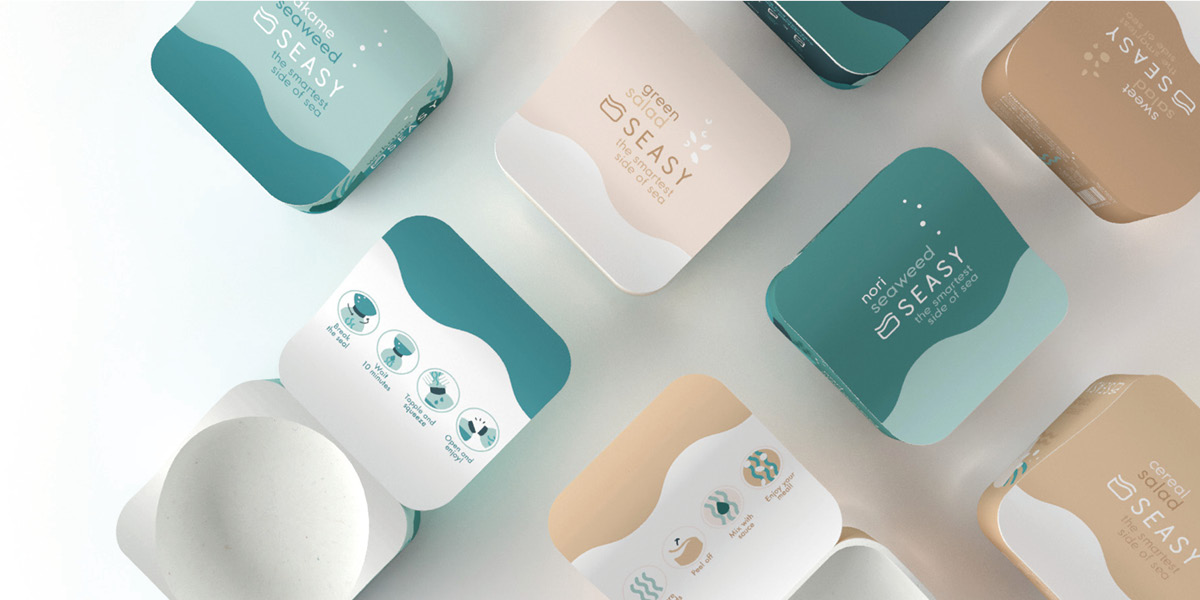 seaweed
SEASY
the smartest
side of sea
green
salad
SEASY
the smartest
side of sea
sweet
salad
SEASY
nori
seaweed
SEASY
the smartest
side of sea
Break
the seal
Wait
10 minutes
Topple and
squeeze
Open and
enjoy!
Enjoy your
meal!
Mix with
sauce
Peel off
cereal
salad
SEASY
the smartest
side of sea